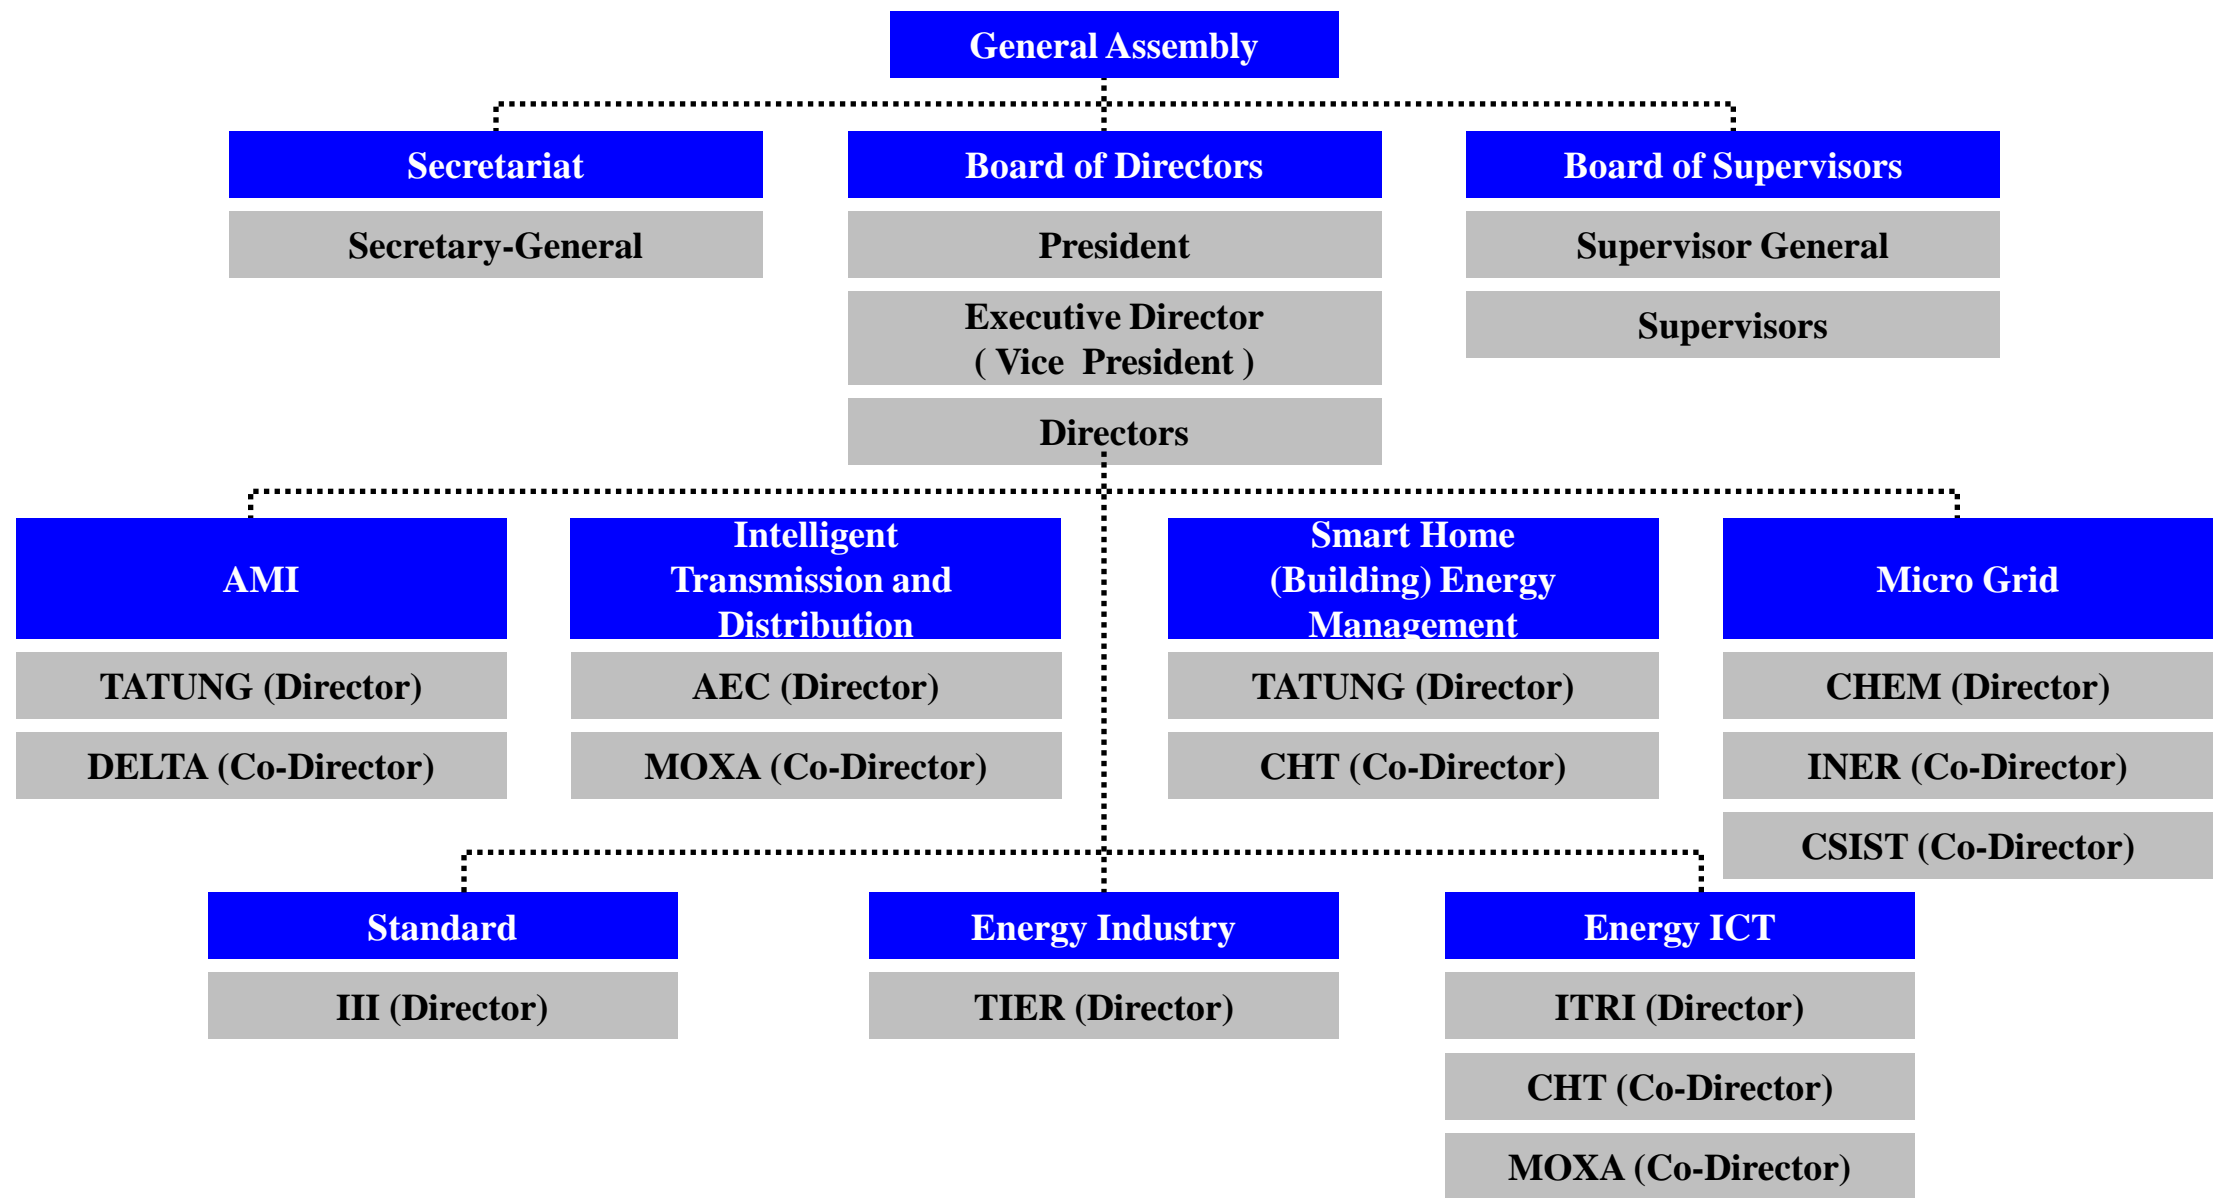 General Assembly
Secretariat
Board of Directors
Board of Supervisors
Secretary-General
President
Supervisor General
Executive Director
( Vice President )
Supervisors
Directors
AMI
Intelligent
Transmission and
Distribution
Smart Home
(Building) Energy
Management
Micro Grid
TATUNG (Director)
AEC (Director)
TATUNG (Director)
CHEM (Director)
DELTA (Co-Director)
MOXA (Co-Director)
CHT (Co-Director)
INER (Co-Director)
CSIST (Co-Director)
Standard
Energy Industry
Energy ICT
III (Director)
TIER (Director)
ITRI (Director)
CHT (Co-Director)
MOXA (Co-Director)